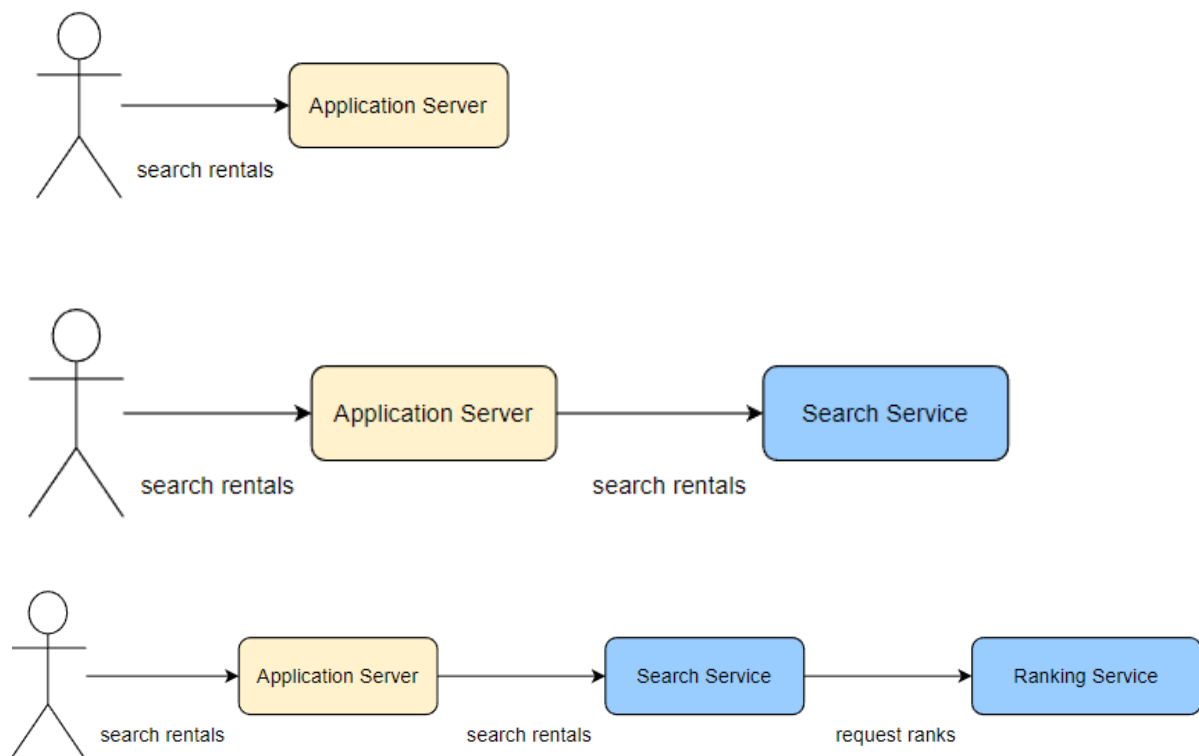 Application Server
search rentals
Application Server
Search Service
search rentals
search rentals
Application Server
Search Service
Ranking Service
search rentals
search rentals
request ranks